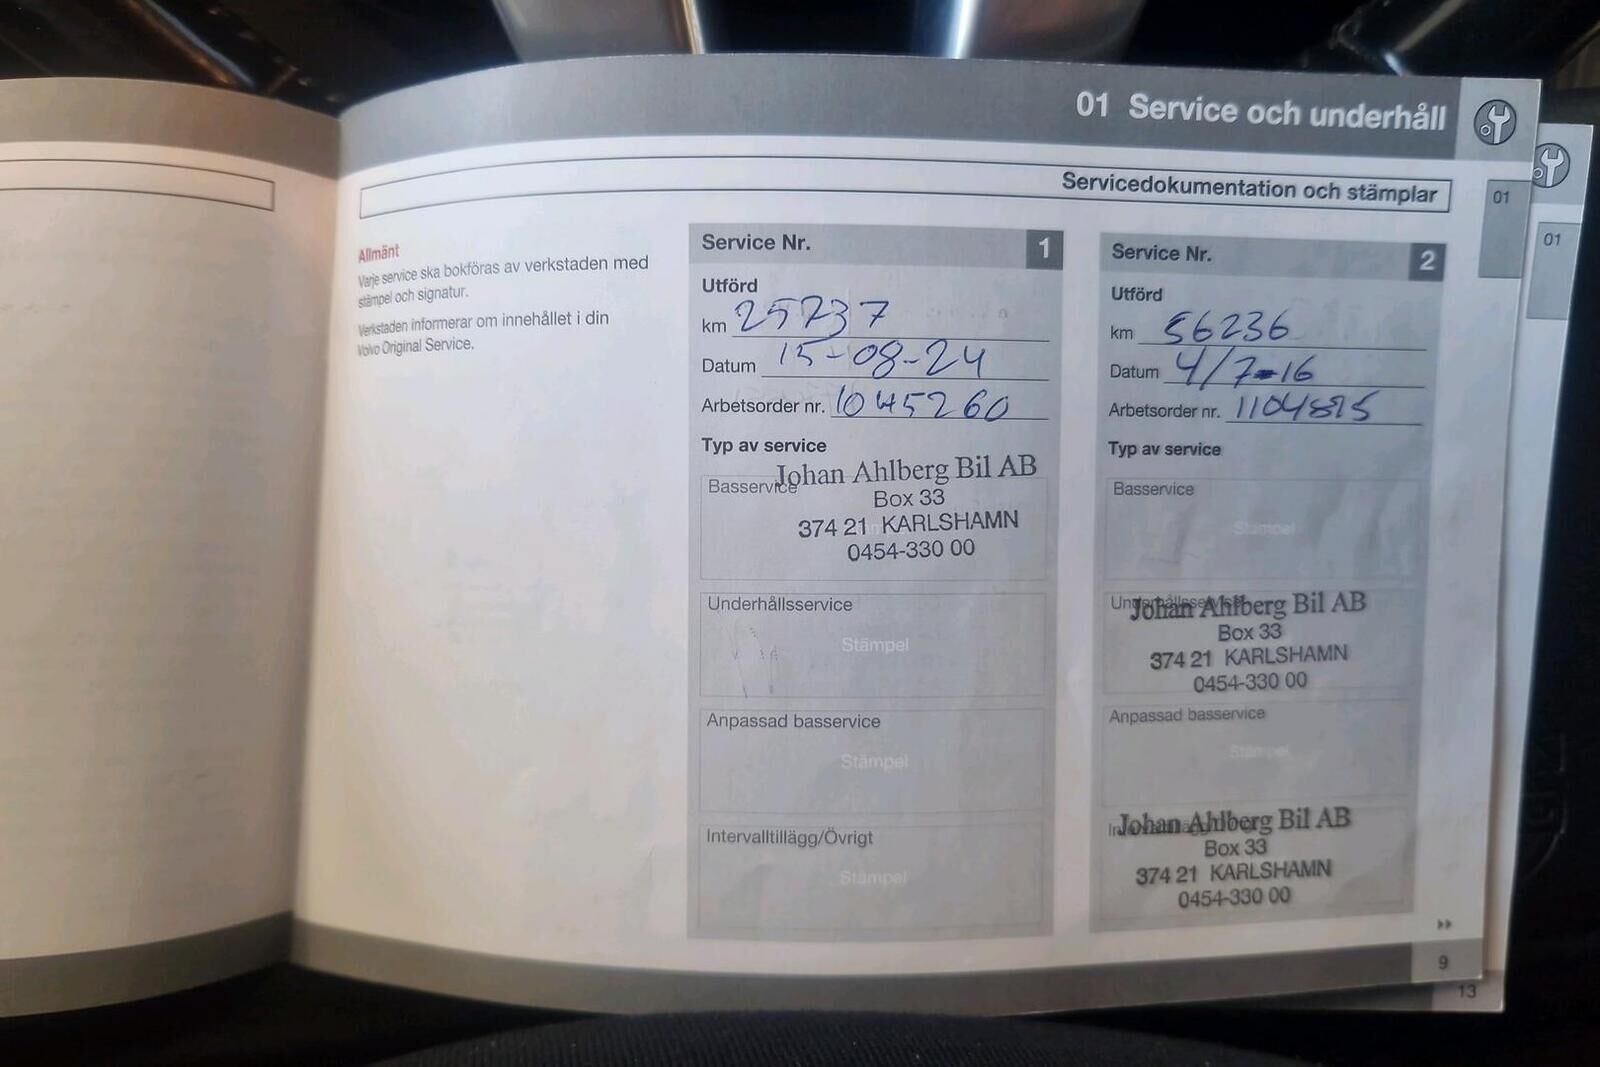 01 Service och underhåll
Servicedokumentation och stämplar
01
01
Allmänt
Varje service ska bokföras av verkstaden med
stämpel och signatur.
Verkstaden informerar om innehållet i din
Volvo Original Service.
Service Nr. 1
Utförd
km 25737
Datum 15-08-24
Arbetsorder nr. 1045260
Typ av service
Basservice
Johan Ahlberg Bil AB
Box 33
374 21 KARLSHAMN
0454-330 00
Underhållsservice
Stämpel
Anpassad basservice
Stämpel
Intervalltillägg/Övrigt
Stämpel
Service Nr. 2
Utförd
km 56236
Datum 4/7-16
Arbetsorder nr.
Typ av service
Basservice
Stämpel
Underhållsservice
Johan Ahlberg Bil AB
Box 33
374 21 KARLSHAMN
0454-330 00
Anpassad basservice
Stämpel
Johan Ahlberg Bil AB
Box 33
374 21 KARLSHAMN
0454-330 00
9
13